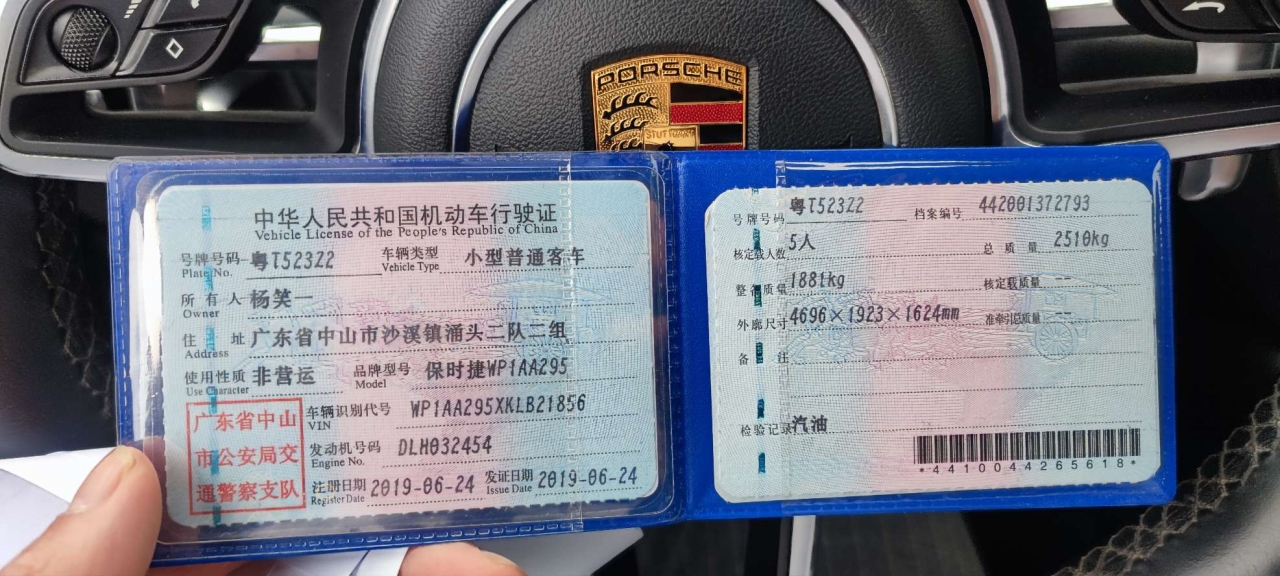 PORSCHE
STUTTGART
中华人民共和国机动车行驶证
Vehicle License of the People's Republic of China
号牌号码 粤T52322 车辆类型 小型普通客车
Plate No. Vehicle Type
所有人 杨笑一
Owner
住址 广东省中山市沙溪镇涌头二队二组
Address
使用性质 非营运 品牌型号 保时捷WP1AA295
Use Character Model
广东省中山
市公安局交
通警察支队
车辆识别代号 WP1AA295XKLB21856
VIN
发动机号码 DLH032454
Engine No.
注册日期 2019-06-24 发证日期 2019-06-24
Register Date Issue Date
号牌号码 粤T52322 档案编号 442001372793
核定载人数 5人 总质量 2510kg
整备质量 1881kg 核定载质量 --
外廓尺寸 4696×1923×1624mm 准牵引总质量 --
备注
检验记录 汽油
*4410044265618*